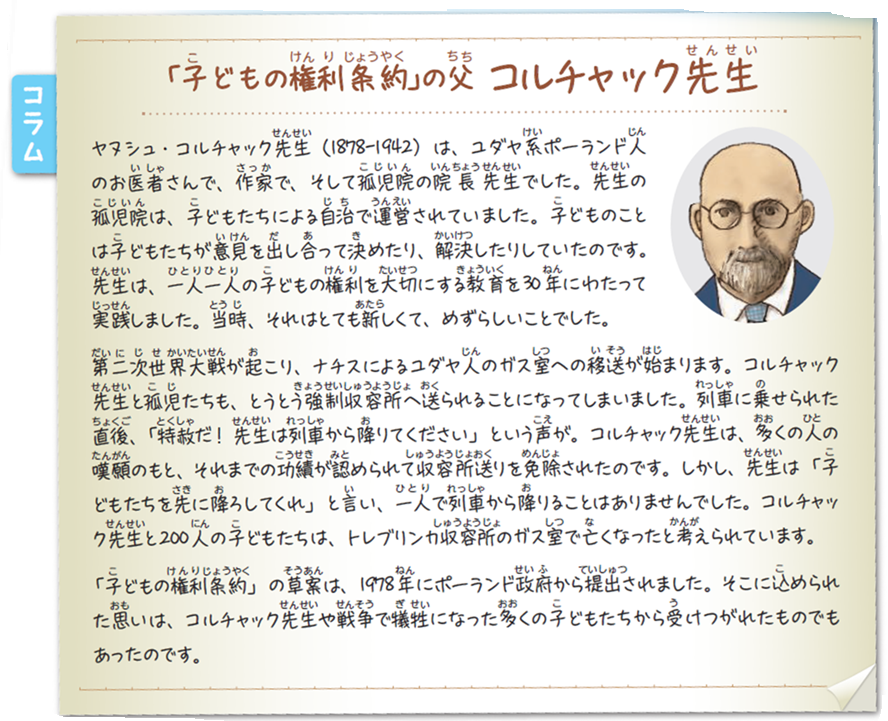 コラム
「子どもの権利条約」の父 コルチャック先生
ヤヌシュ・コルチャック先生（1878-1942）は、ユダヤ系ポーランド人
のお医者さんで、作家で、そして孤児院の院長先生でした。先生の
孤児院は、子どもたちによる自治で運営されていました。子どものこと
は子どもたちが意見を出し合って決めたり、解決したりしていたのです。
先生は、一人一人の子どもの権利を大切にする教育を30年にわたって
実践しました。当時、それはとても新しくて、めずらしいことでした。
第二次世界大戦が起こり、ナチスによるユダヤ人のガス室への移送が始まります。コルチャック
先生と孤児たちも、とうとう強制収容所へ送られることになってしまいました。列車に乗せられた
直後、「特赦だ！先生は列車から降りてください」という声が。コルチャック先生は、多くの人の
嘆願のもと、それまでの功績が認められて収容所送りを免除されたのです。しかし、先生は「子
どもたちを先に降ろしてくれ」と言い、一人で列車から降りることはありませんでした。コルチャッ
ク先生と200人の子どもたちは、トレブリンカ収容所のガス室で亡くなったと考えられています。
「子どもの権利条約」の草案は、1978年にポーランド政府から提出されました。そこに込められ
た思いは、コルチャック先生や戦争で犠牲になった多くの子どもたちから受けつがれたものでも
あったのです。